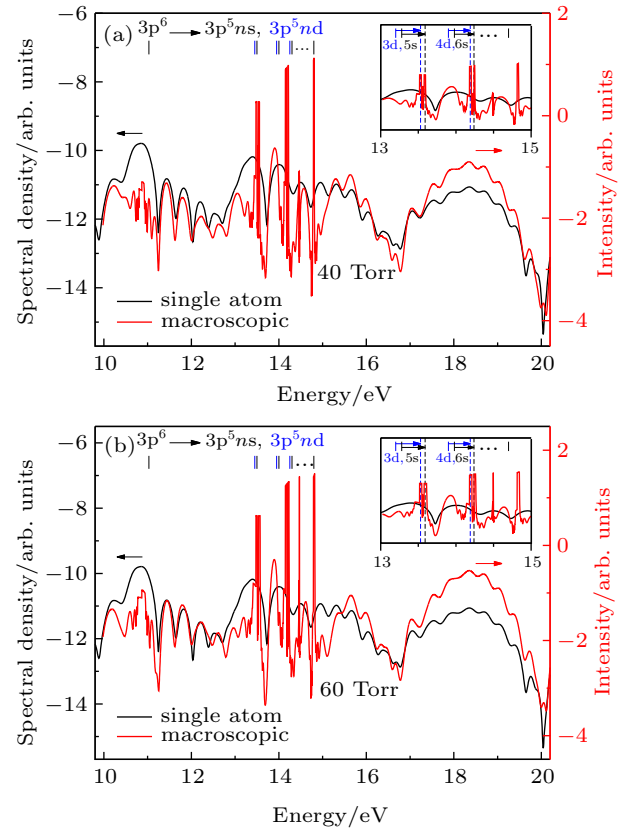 (a)
3p⁶ → 3p⁵ns, 3p⁵nd
...
3d, 5s 4d, 6s ...
13 15
40 Torr
single atom
macroscopic
-6
-8
-10
-12
-14
Spectral density/arb. units
2
1
0
-1
-2
-3
-4
Intensity/arb. units
10 12 14 16 18 20
Energy/eV
(b)
3p⁶ → 3p⁵ns, 3p⁵nd
...
3d, 5s 4d, 6s ...
13 15
60 Torr
single atom
macroscopic
-6
-8
-10
-12
-14
Spectral density/arb. units
2
0
-2
-4
Intensity/arb. units
10 12 14 16 18 20
Energy/eV